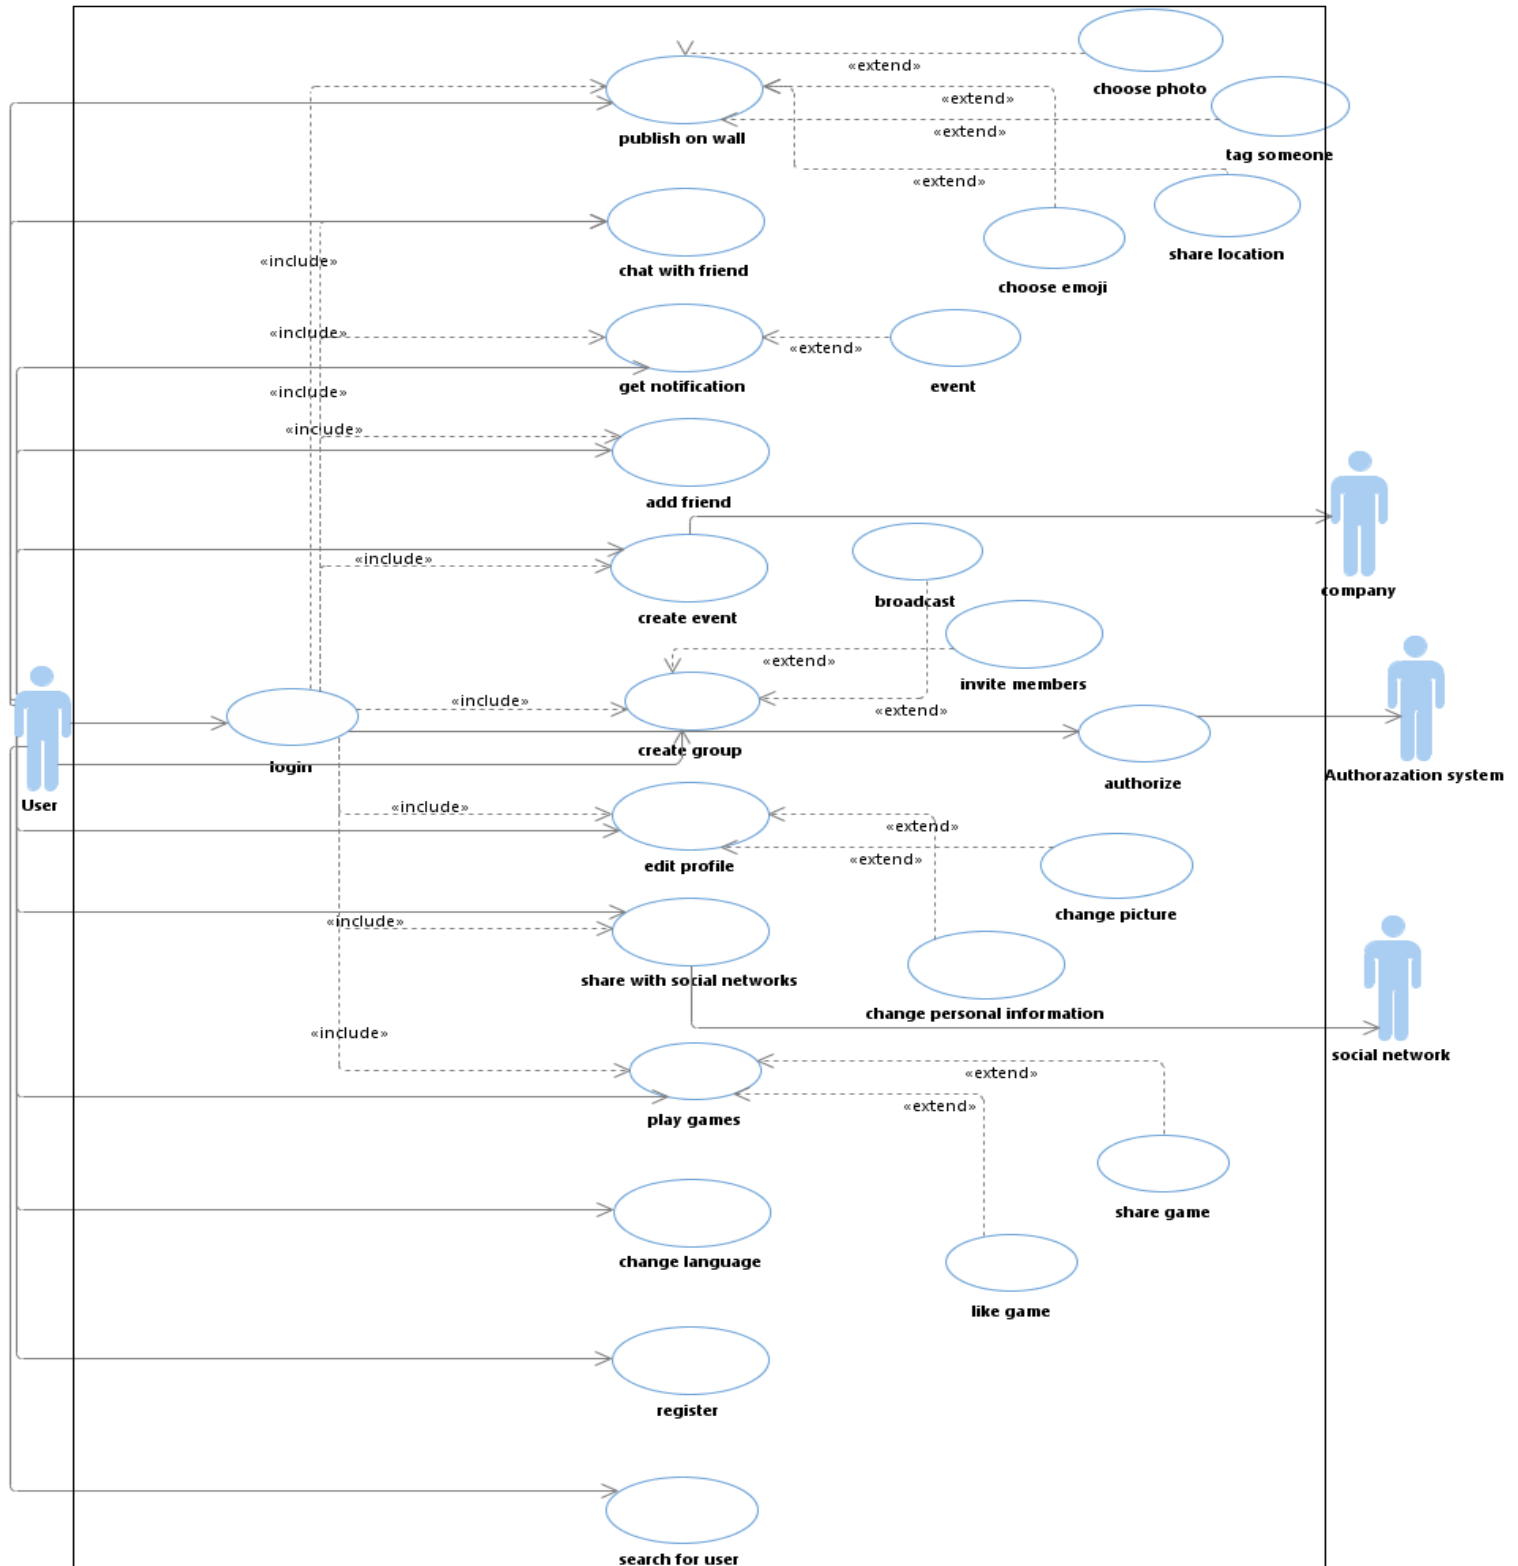 «extend»
choose photo
«extend»
publish on wall
«extend»
tag someone
«extend»
share location
chat with friend
«include»
choose emoji
«include»
«extend»
get notification
event
«include»
«include»
add friend
«include»
company
broadcast
create event
«extend»
invite members
«include»
«extend»
create group
login
authorize
Authorazation system
User
«include»
«extend»
«extend»
edit profile
change picture
«include»
share with social networks
change personal information
«include»
social network
«extend»
«extend»
play games
share game
change language
like game
register
search for user